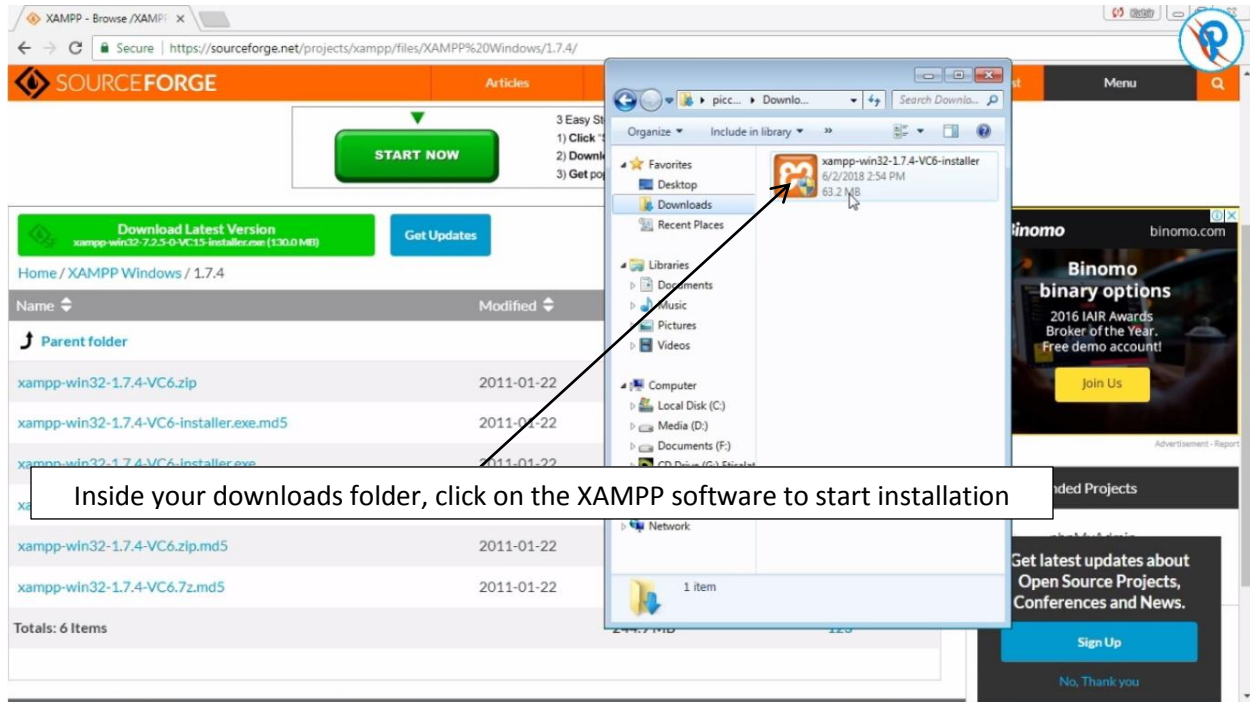 XAMPP - Browse /XAMPP
Secure | https://sourceforge.net/projects/xampp/files/XAMPP%20Windows/1.7.4/
SOURCEFORGE
Articles
Menu
START NOW
3 Easy
1) Click
2)
3) Get
Download Latest Version
xampp-win32-7.2.5-0-VC15-installer.exe (130.0 MB)
Get Updates
Home / XAMPP Windows / 1.7.4
Name
Modified
Parent folder
xampp-win32-1.7.4-VC6.zip 2011-01-22
xampp-win32-1.7.4-VC6-installer.exe.md5 2011-01-22
xampp-win32-1.7.4-VC6-installer.exe 2011-01-22
xampp-win32-1.7.4-VC6.zip.md5 2011-01-22
xampp-win32-1.7.4-VC6.7z.md5 2011-01-22
Totals: 6 Items
picc... Downlo...
Search Downlo...
Organize
Include in library
»
Favorites
Desktop
Downloads
Recent Places
Libraries
Documents
Music
Pictures
Videos
Computer
Local Disk (C:)
Media (D:)
Documents (F:)
CD Drive (G:)
Network
xampp-win32-1.7.4-VC6-installer
6/2/2018 2:54 PM
63.2 MB
1 item
Inside your downloads folder, click on the XAMPP software to start installation
binomo.com
Binomo
binary options
2016 IAIR Awards
Broker of the Year.
Free demo account!
Join Us
Advertisement - Report
Projects
Get latest updates about
Open Source Projects,
Conferences and News.
Sign Up
No, Thank you